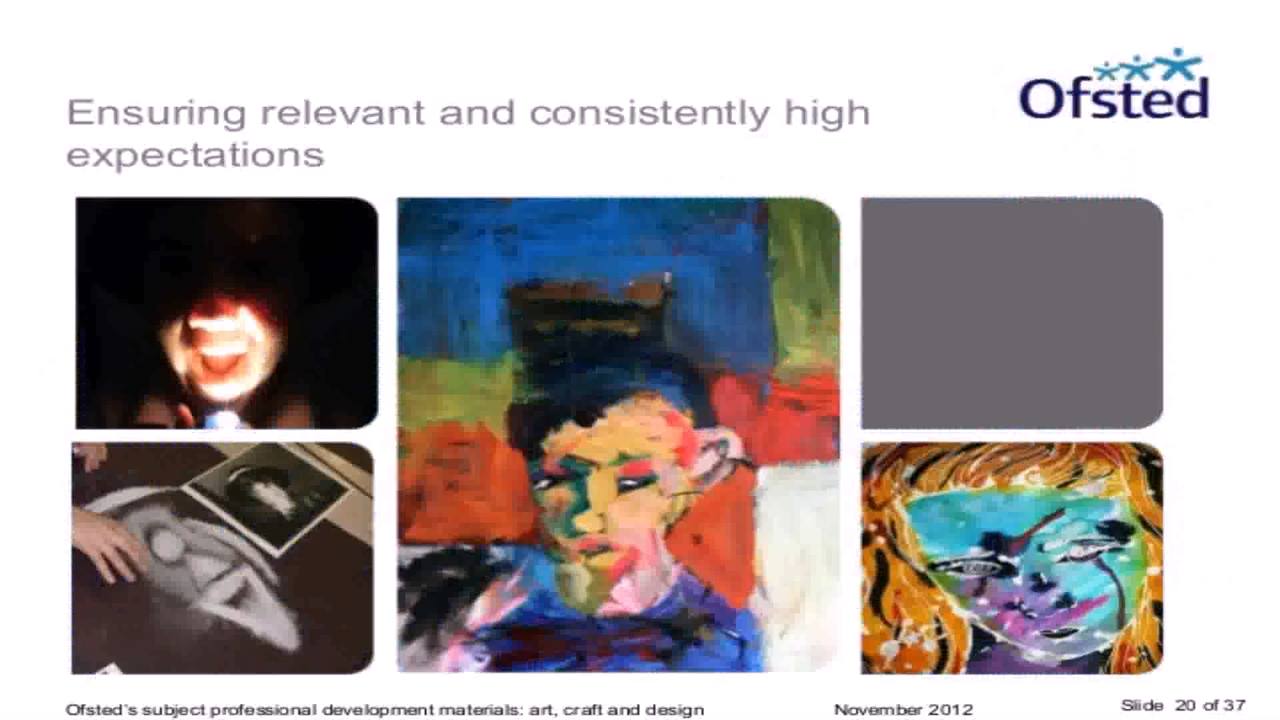 Ofsted
Ensuring relevant and consistently high
expectations
Ofsted's subject professional development materials: art, craft and design
November 2012
Slide 20 of 37